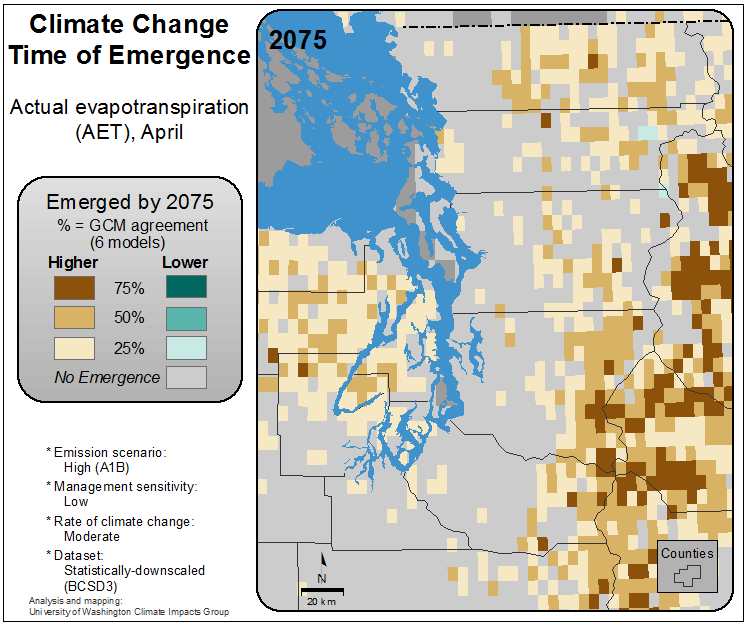 Climate Change
Time of Emergence
Actual evapotranspiration
(AET), April
Emerged by 2075
% = GCM agreement
(6 models)
Higher Lower
75%
50%
25%
No Emergence
* Emission scenario:
High (A1B)
* Management sensitivity:
Low
* Rate of climate change:
Moderate
* Dataset:
Statistically-downscaled
(BCSD3)
Analysis and mapping:
University of Washington Climate Impacts Group
2075
N
20 km
Counties